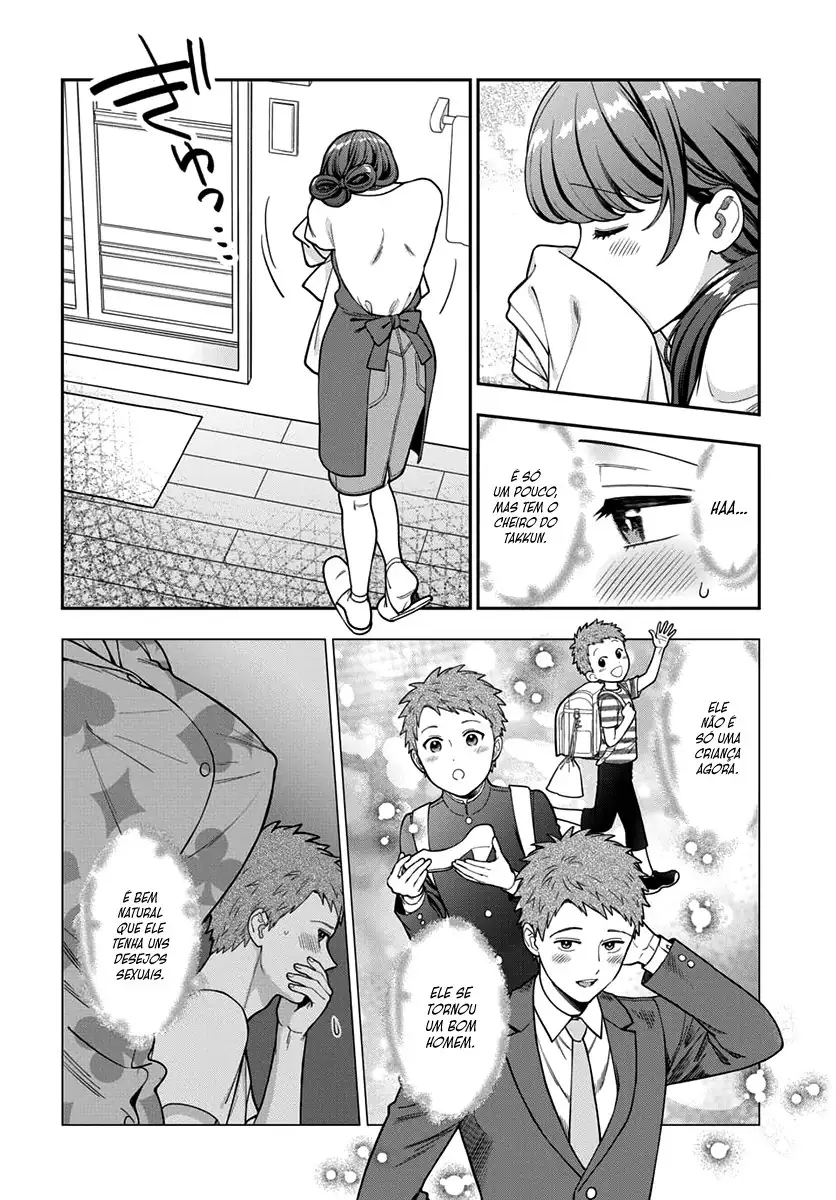 ぎゅっ…
HAA...
É SÓ
UM POUCO,
MAS TEM O
CHEIRO DO
TAKKUN.
ELE
NÃO É
SÓ UMA
CRIANÇA
AGORA.
ELE SE
TORNOU
UM BOM
HOMEM.
É BEM
NATURAL
QUE ELE
TENHA UNS
DESEJOS
SEXUAIS.